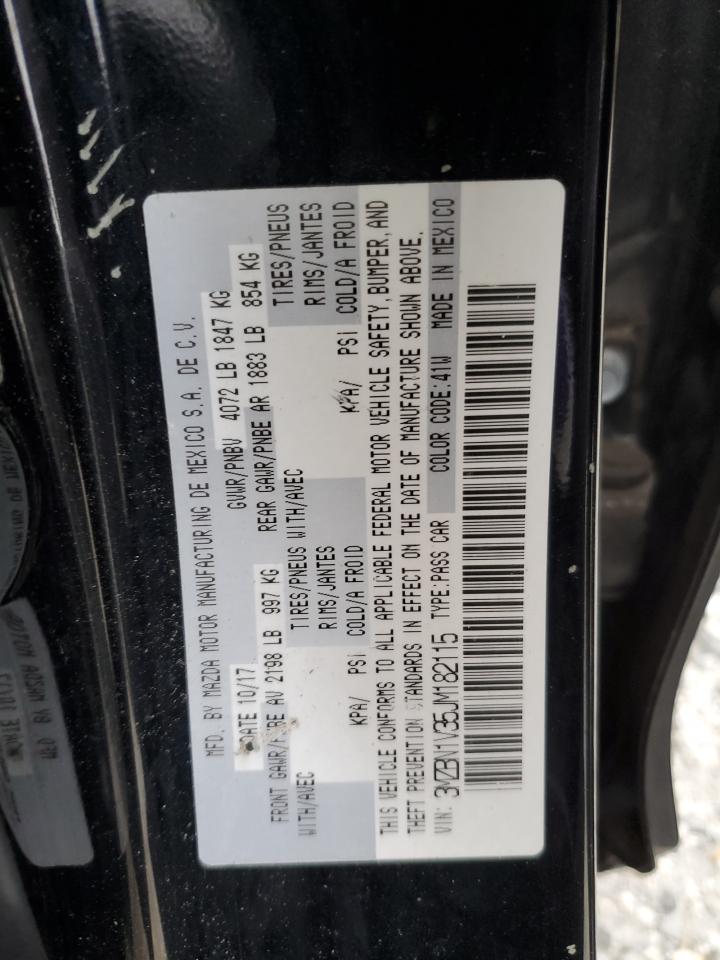 MFD. BY MAZDA MOTOR MANUFACTURING DE MEXICO S.A. DE C.V.
DATE 10/17 GVWR/PNBV 4072 LB 1847 KG
FRONT GAWR/PNBE AV 2198 LB 997 KG REAR GAWR/PNBE AR 1883 LB 854 KG
WITH/AVEC TIRES/PNEUS WITH/AVEC TIRES/PNEUS
RIMS/JANTES RIMS/JANTES
KPA/ PSi COLD/A FROID KPA/ PSi COLD/A FROID
THIS VEHICLE CONFORMS TO ALL APPLICABLE FEDERAL MOTOR VEHICLE SAFETY, BUMPER, AND
THEFT PREVENTION STANDARDS IN EFFECT ON THE DATE OF MANUFACTURE SHOWN ABOVE.
VIN: 3MZBN1V35JM182115 TYPE:PASS CAR COLOR CODE:41W MADE IN MEXICO